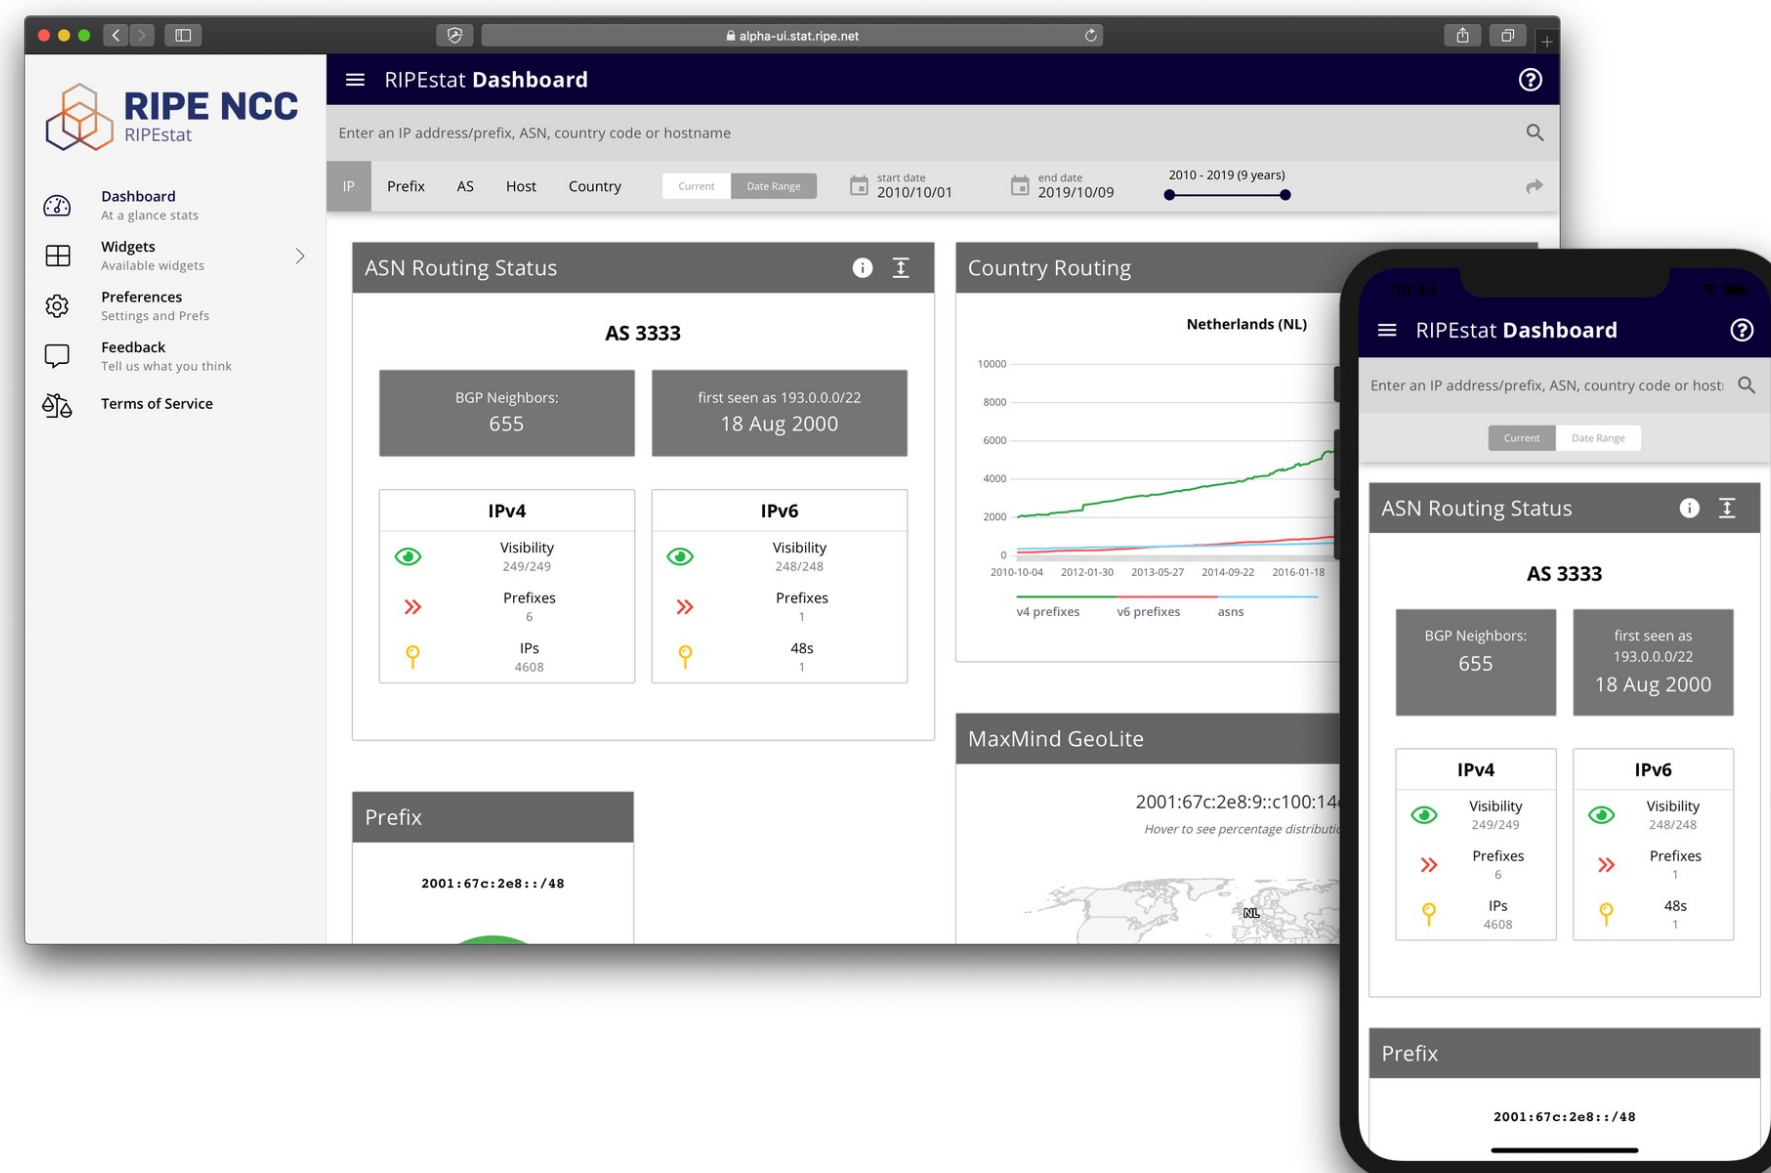 alpha-ui.stat.ripe.net
RIPE NCC
RIPEstat
Dashboard
At a glance stats
Widgets
Available widgets
Preferences
Settings and Prefs
Feedback
Tell us what you think
Terms of Service
RIPEstat Dashboard
Enter an IP address/prefix, ASN, country code or hostname
IP Prefix AS Host Country Current Date Range start date 2010/10/01 end date 2019/10/09 2010 - 2019 (9 years)
ASN Routing Status
AS 3333
BGP Neighbors:
655
first seen as 193.0.0.0/22
18 Aug 2000
IPv4
Visibility
249/249
Prefixes
6
IPs
4608
IPv6
Visibility
248/248
Prefixes
1
48s
1
Prefix
2001:67c:2e8::/48
Country Routing
Netherlands (NL)
10000
8000
6000
4000
2000
0
2010-10-04 2012-01-30 2013-05-27 2014-09-22 2016-01-18
v4 prefixes v6 prefixes asns
MaxMind GeoLite
2001:67c:2e8:9::c100:14
Hover to see percentage
NL
10:44
RIPEstat Dashboard
Enter an IP address/prefix, ASN, country code or host
Current Date Range
ASN Routing Status
AS 3333
BGP Neighbors:
655
first seen as
193.0.0.0/22
18 Aug 2000
IPv4
Visibility
249/249
Prefixes
6
IPs
4608
IPv6
Visibility
248/248
Prefixes
1
48s
1
Prefix
2001:67c:2e8::/48